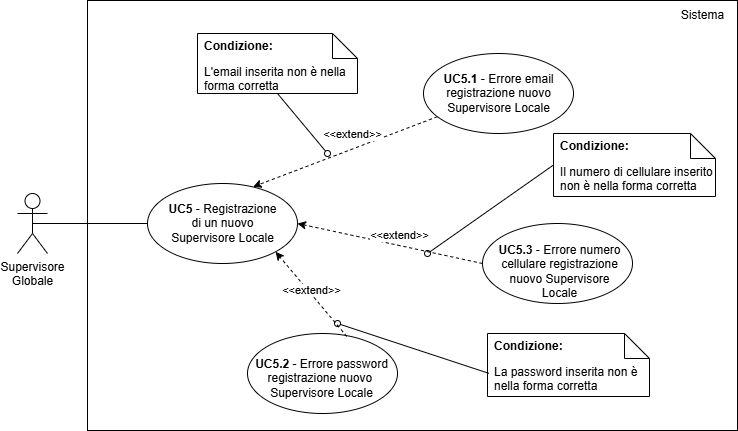 Sistema
Condizione:
L'email inserita non è nella
forma corretta
UC5.1 - Errore email
registrazione nuovo
Supervisore Locale
<<extend>>
Condizione:
Il numero di cellulare inserito
non è nella forma corretta
UC5 - Registrazione
di un nuovo
Supervisore Locale
<<extend>>
UC5.3 - Errore numero
cellulare registrazione
nuovo Supervisore
Locale
Supervisore
Globale
<<extend>>
UC5.2 - Errore password
registrazione nuovo
Supervisore Locale
Condizione:
La password inserita non è
nella forma corretta